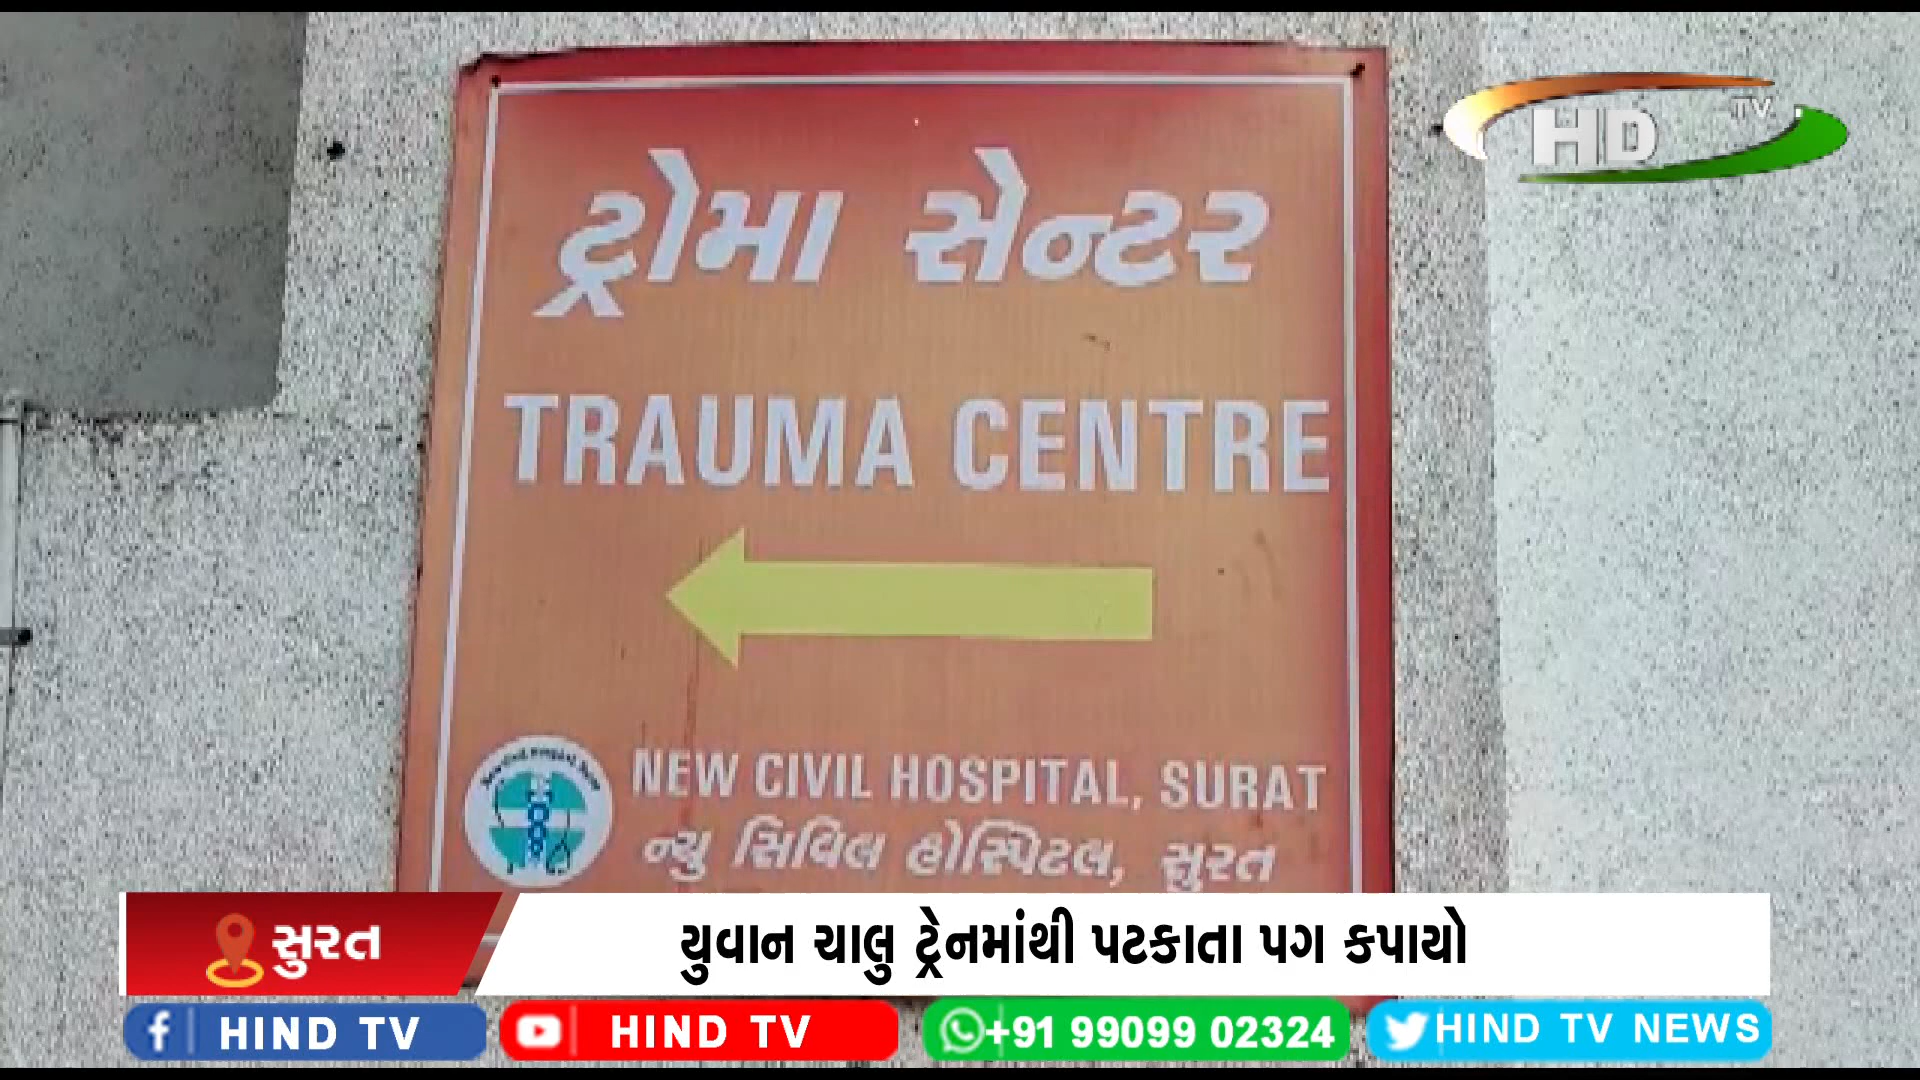 HD TV
ટ્રોમા સેન્ટર
TRAUMA CENTRE
NEW CIVIL HOSPITAL, SURAT
ન્યુ સિવિલ હોસ્પિટલ, સુરત
સુરત
યુવાન ચાલુ ટ્રેનમાંથી પટકાતા પગ કપાયો
HIND TV
HIND TV
+91 99099 02324
HIND TV NEWS